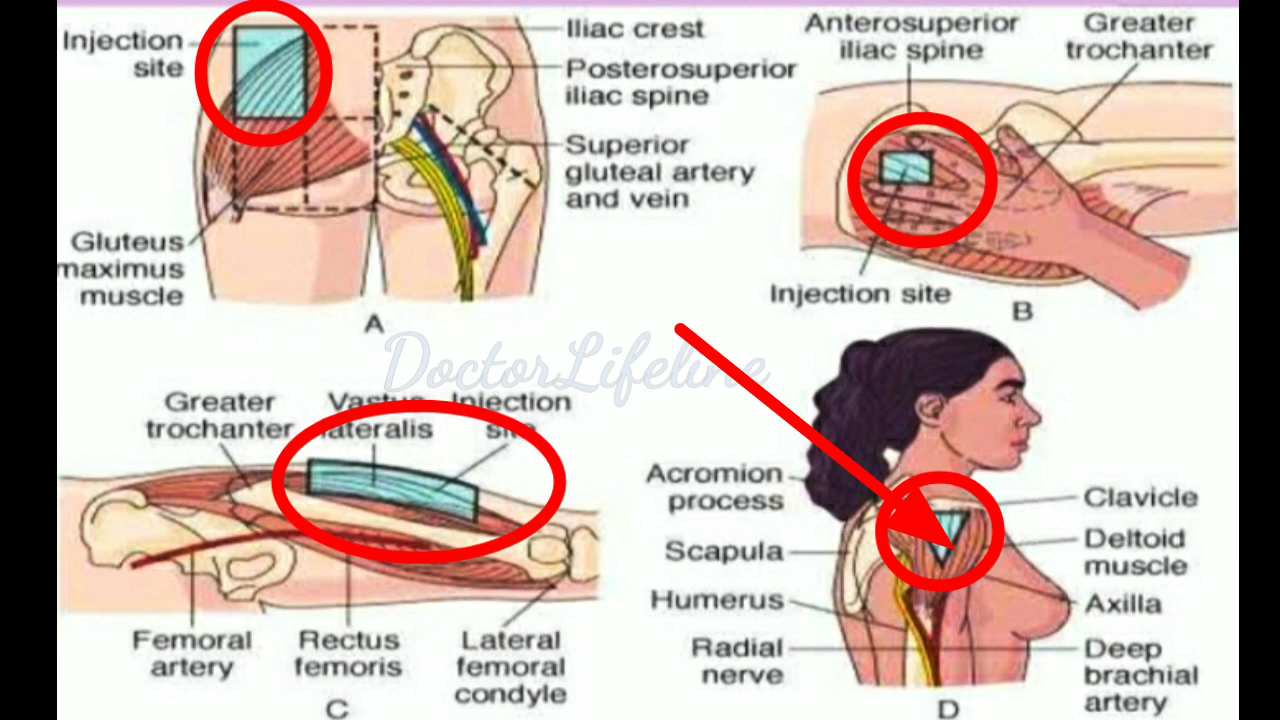 Injection
site
Iliac crest
Posterosuperior
iliac spine
Superior
gluteal artery
and vein
Gluteus
maximus
muscle
A
Anterosuperior
iliac spine
Greater
trochanter
Injection site
B
DoctorLifeline
Greater
trochanter
Vastus
lateralis
Injection
site
Femoral
artery
Rectus
femoris
Lateral
femoral
condyle
C
Acromion
process
Scapula
Humerus
Radial
nerve
Clavicle
Deltoid
muscle
Axilla
Deep
brachial
artery
D